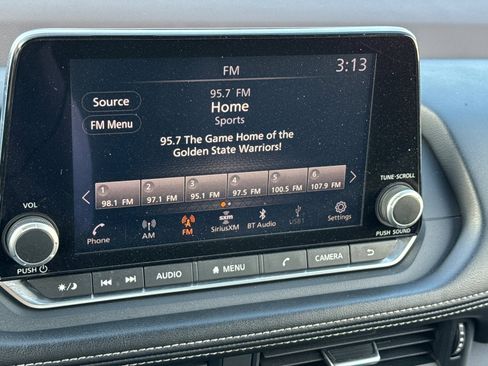 FM
3:13
Source
FM Menu
95.7 FM
Home
Sports
95.7 The Game Home of the
Golden State Warriors!
1 2 3 4 5 6
98.1 FM 97.1 FM 95.1 FM 97.5 FM 100.5 FM 107.9 FM
Phone AM FM SiriusXM BT Audio USB1 Settings
VOL
PUSH
TUNE-SCROLL
PUSH SOUND
AUDIO MENU CAMERA